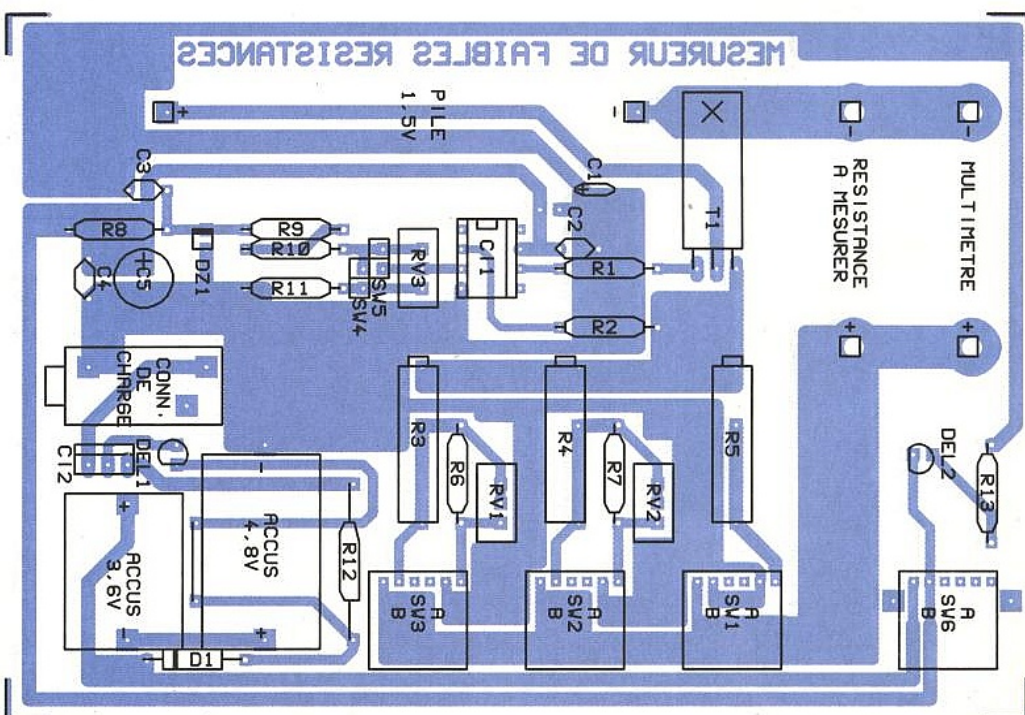 MESUREUR DE FAIBLES RESISTANCES
+
PILE
1,5V
-
-
-
C3
C1
T1
RESISTANCE
A MESURER
MULTIMETRE
R8
R9
C2
R10
DZ1
C4
+
C5
R11
SW5
SW4
RV3
CI1
R1
R2
+
+
CONN.
DE
CHARGE
R3
R4
R5
CI2
DEL1
-
R6
RV1
R7
RV2
DEL2
R13
+
ACCUS
3,6V
ACCUS
4,8V
R12
-
+
D1
A
B
SW3
A
B
SW2
A
B
SW1
A
B
SW6